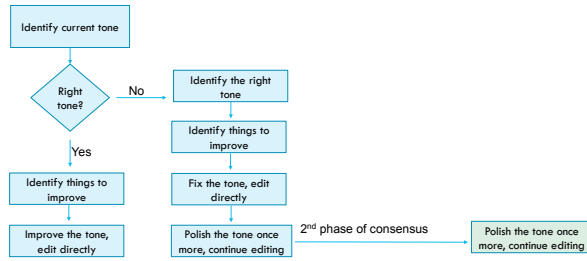 Identify current tone
Right
tone?
No
Yes
Identify things to
improve
Improve the tone,
edit directly
Identify the right
tone
Identify things to
improve
Fix the tone, edit
directly
Polish the tone once
more, continue editing
2nd phase of consensus
Polish the tone once
more, continue editing